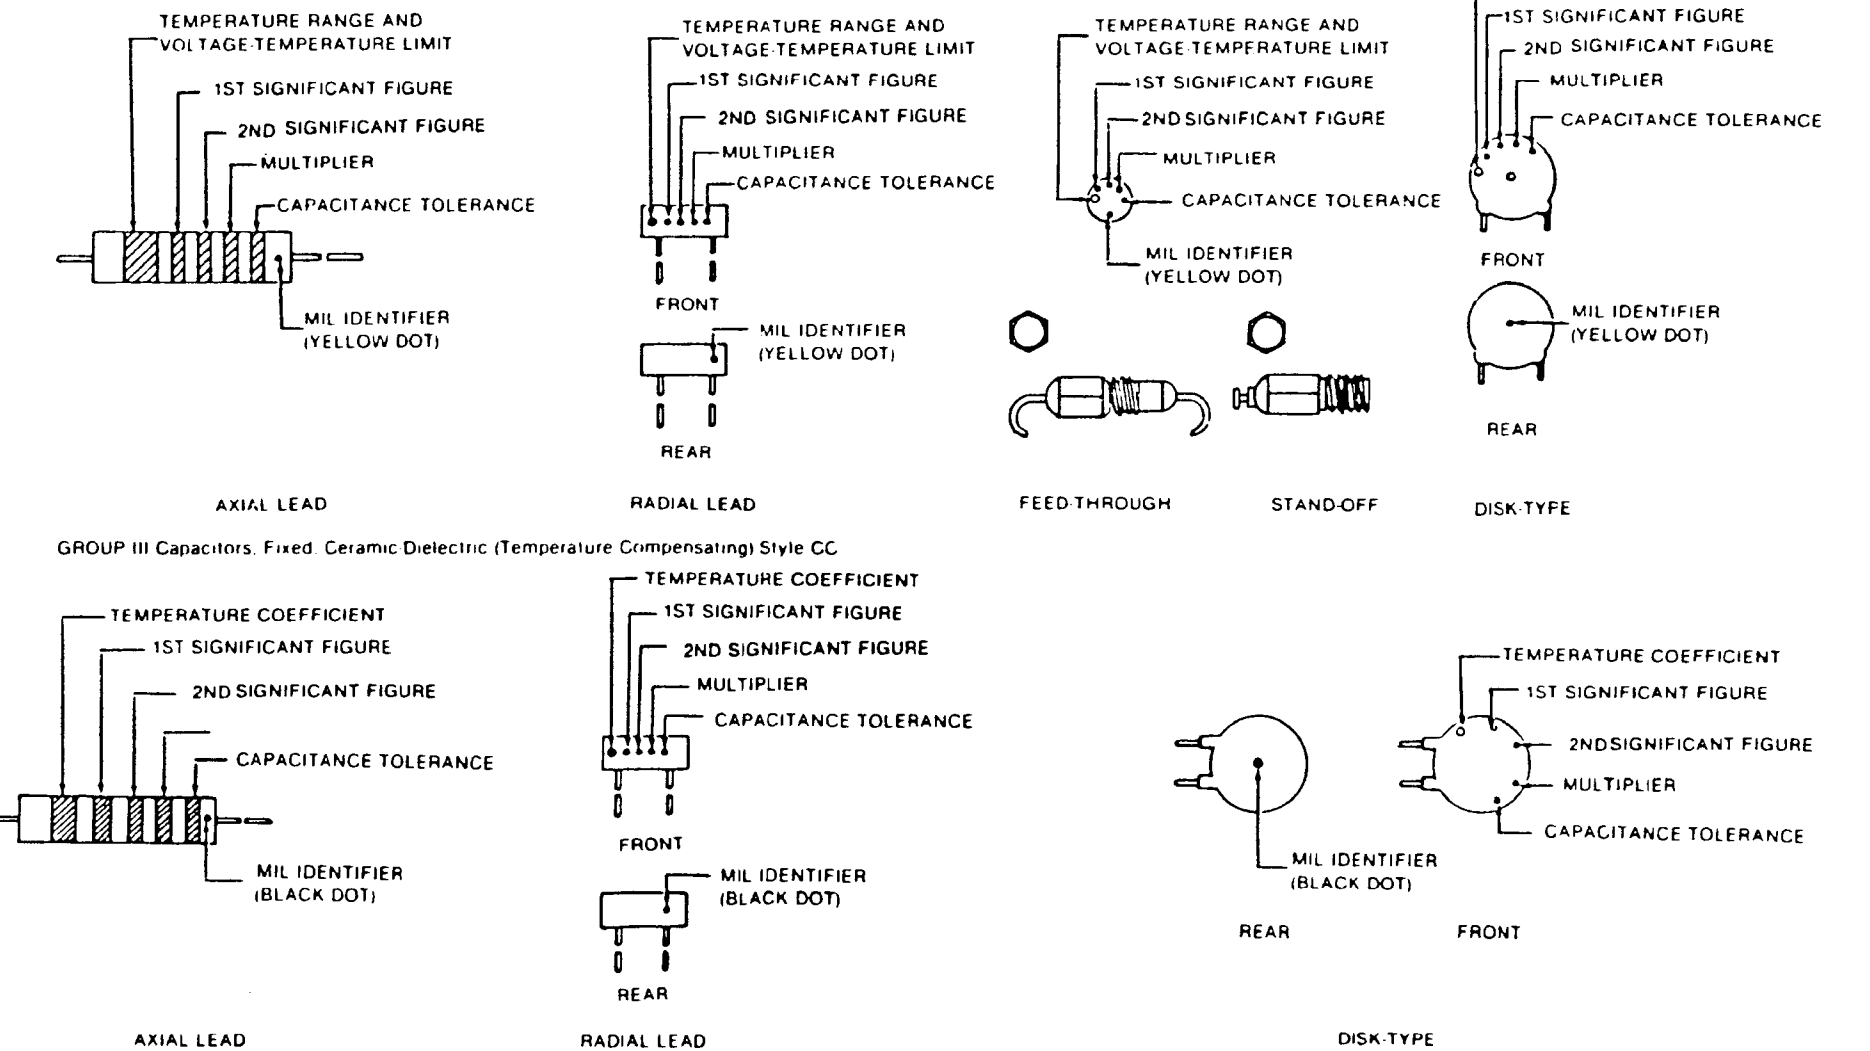 TEMPERATURE RANGE AND
VOLTAGE-TEMPERATURE LIMIT
1ST SIGNIFICANT FIGURE
2ND SIGNIFICANT FIGURE
MULTIPLIER
CAPACITANCE TOLERANCE
MIL IDENTIFIER
(YELLOW DOT)
AXIAL LEAD
TEMPERATURE RANGE AND
VOLTAGE-TEMPERATURE LIMIT
1ST SIGNIFICANT FIGURE
2ND SIGNIFICANT FIGURE
MULTIPLIER
CAPACITANCE TOLERANCE
FRONT
MIL IDENTIFIER
(YELLOW DOT)
REAR
RADIAL LEAD
TEMPERATURE RANGE AND
VOLTAGE-TEMPERATURE LIMIT
1ST SIGNIFICANT FIGURE
2ND SIGNIFICANT FIGURE
MULTIPLIER
CAPACITANCE TOLERANCE
MIL IDENTIFIER
(YELLOW DOT)
FEED-THROUGH
STAND-OFF
1ST SIGNIFICANT FIGURE
2ND SIGNIFICANT FIGURE
MULTIPLIER
CAPACITANCE TOLERANCE
FRONT
MIL IDENTIFIER
(YELLOW DOT)
REAR
DISK-TYPE
GROUP III Capacitors, Fixed, Ceramic-Dielectric (Temperature Compensating) Style CC
TEMPERATURE COEFFICIENT
1ST SIGNIFICANT FIGURE
2ND SIGNIFICANT FIGURE
CAPACITANCE TOLERANCE
MIL IDENTIFIER
(BLACK DOT)
AXIAL LEAD
TEMPERATURE COEFFICIENT
1ST SIGNIFICANT FIGURE
2ND SIGNIFICANT FIGURE
MULTIPLIER
CAPACITANCE TOLERANCE
FRONT
MIL IDENTIFIER
(BLACK DOT)
REAR
RADIAL LEAD
TEMPERATURE COEFFICIENT
1ST SIGNIFICANT FIGURE
2ND SIGNIFICANT FIGURE
MULTIPLIER
CAPACITANCE TOLERANCE
MIL IDENTIFIER
(BLACK DOT)
REAR
FRONT
DISK-TYPE